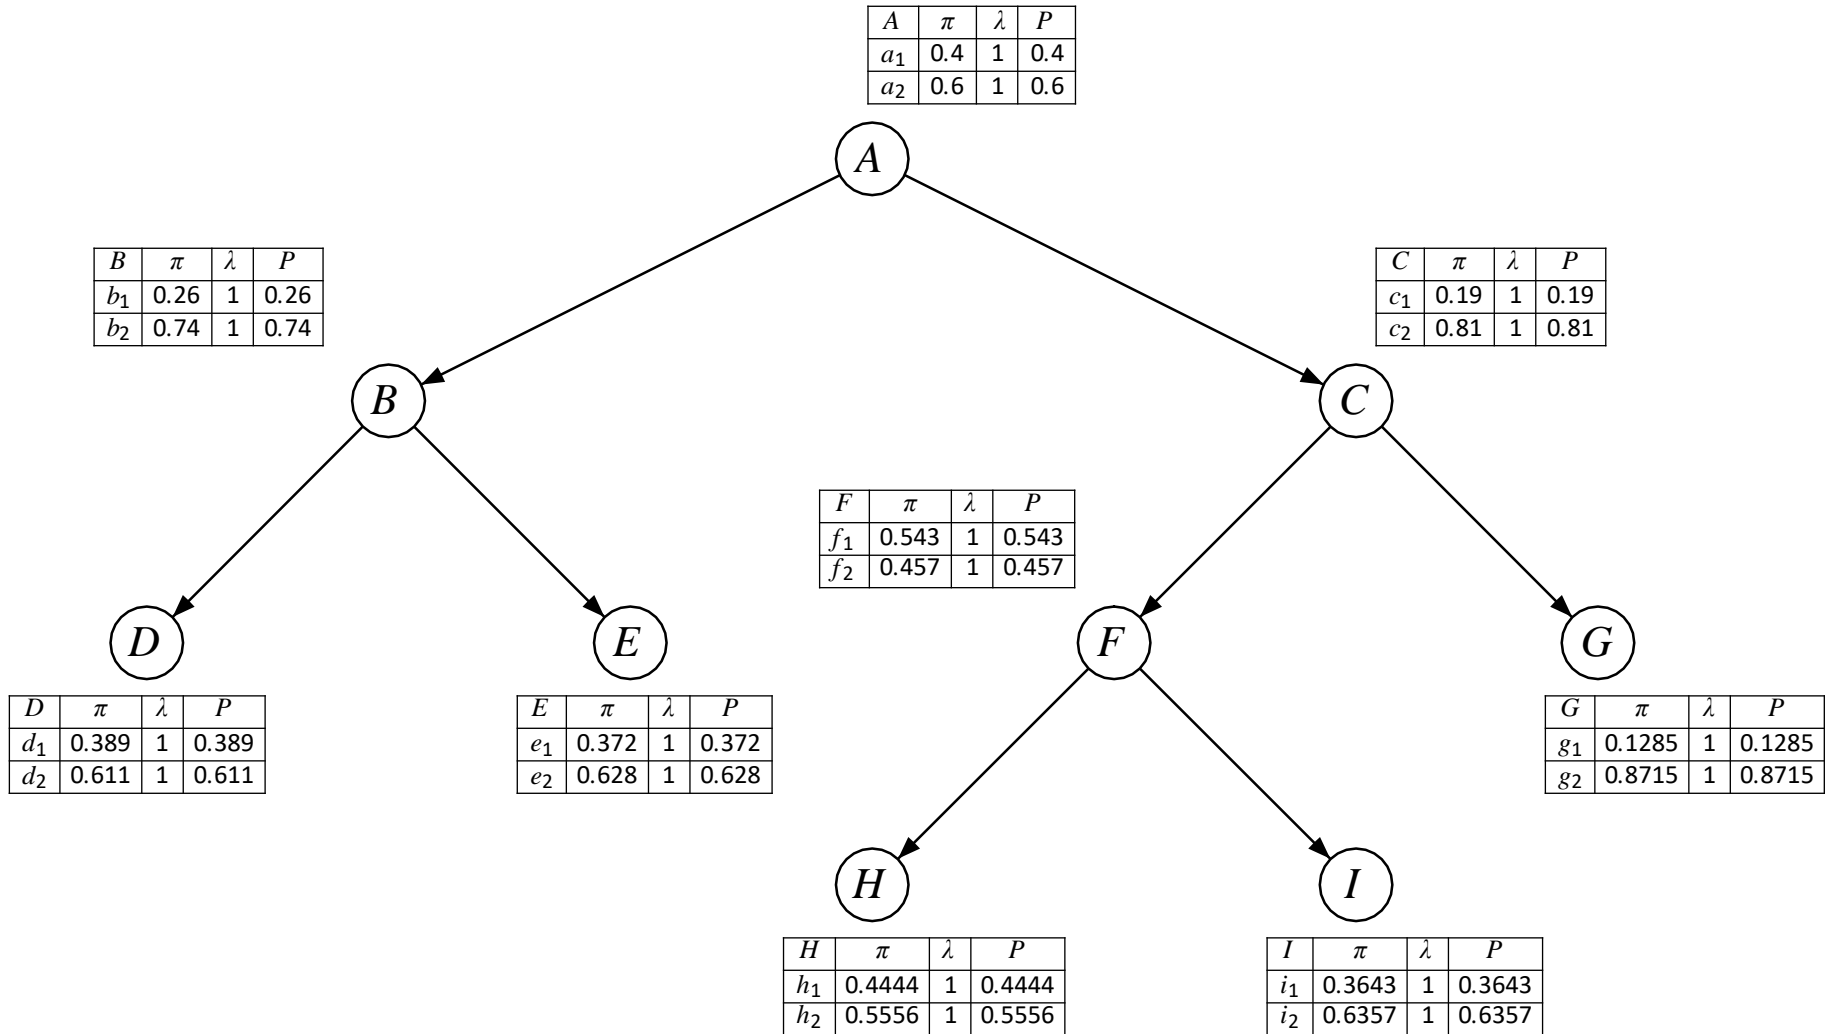 A π λ P
a₁ 0.4 1 0.4
a₂ 0.6 1 0.6
A
B π λ P
b₁ 0.26 1 0.26
b₂ 0.74 1 0.74
C π λ P
c₁ 0.19 1 0.19
c₂ 0.81 1 0.81
B
C
F π λ P
f₁ 0.543 1 0.543
f₂ 0.457 1 0.457
D
E
F
G
D π λ P
d₁ 0.389 1 0.389
d₂ 0.611 1 0.611
E π λ P
e₁ 0.372 1 0.372
e₂ 0.628 1 0.628
G π λ P
g₁ 0.1285 1 0.1285
g₂ 0.8715 1 0.8715
H
I
H π λ P
h₁ 0.4444 1 0.4444
h₂ 0.5556 1 0.5556
I π λ P
i₁ 0.3643 1 0.3643
i₂ 0.6357 1 0.6357